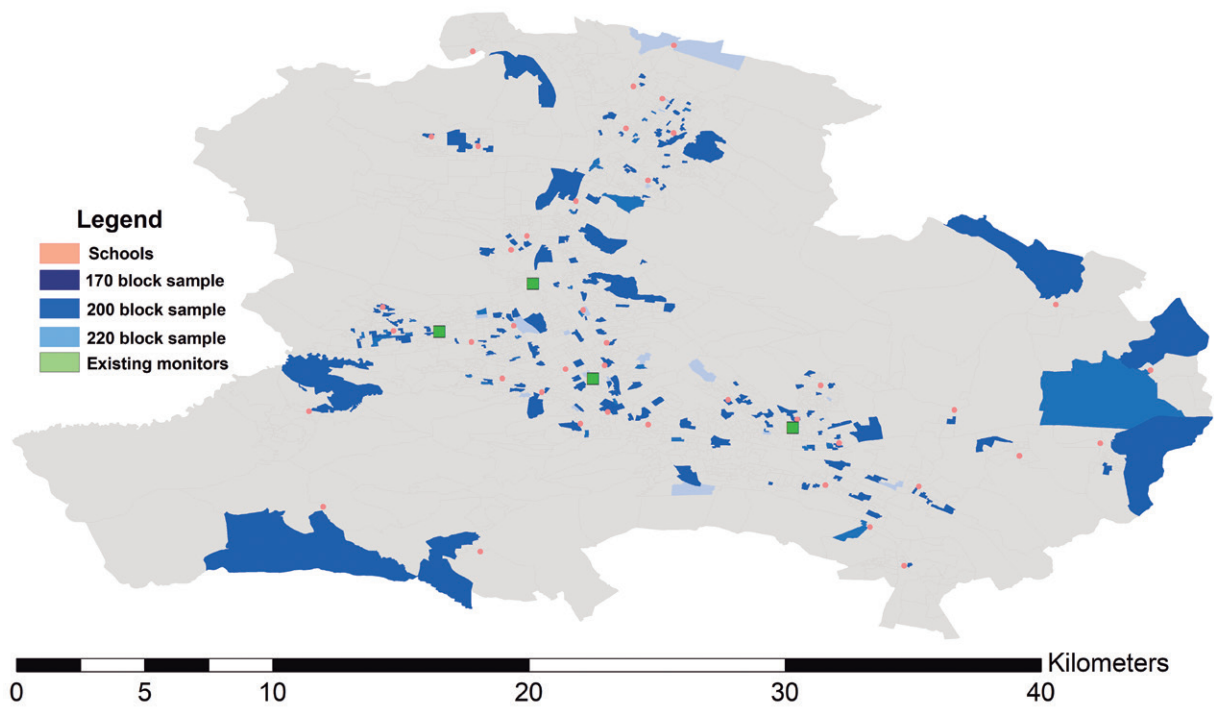 Legend
Schools
170 block sample
200 block sample
220 block sample
Existing monitors
Kilometers
0 5 10 20 30 40